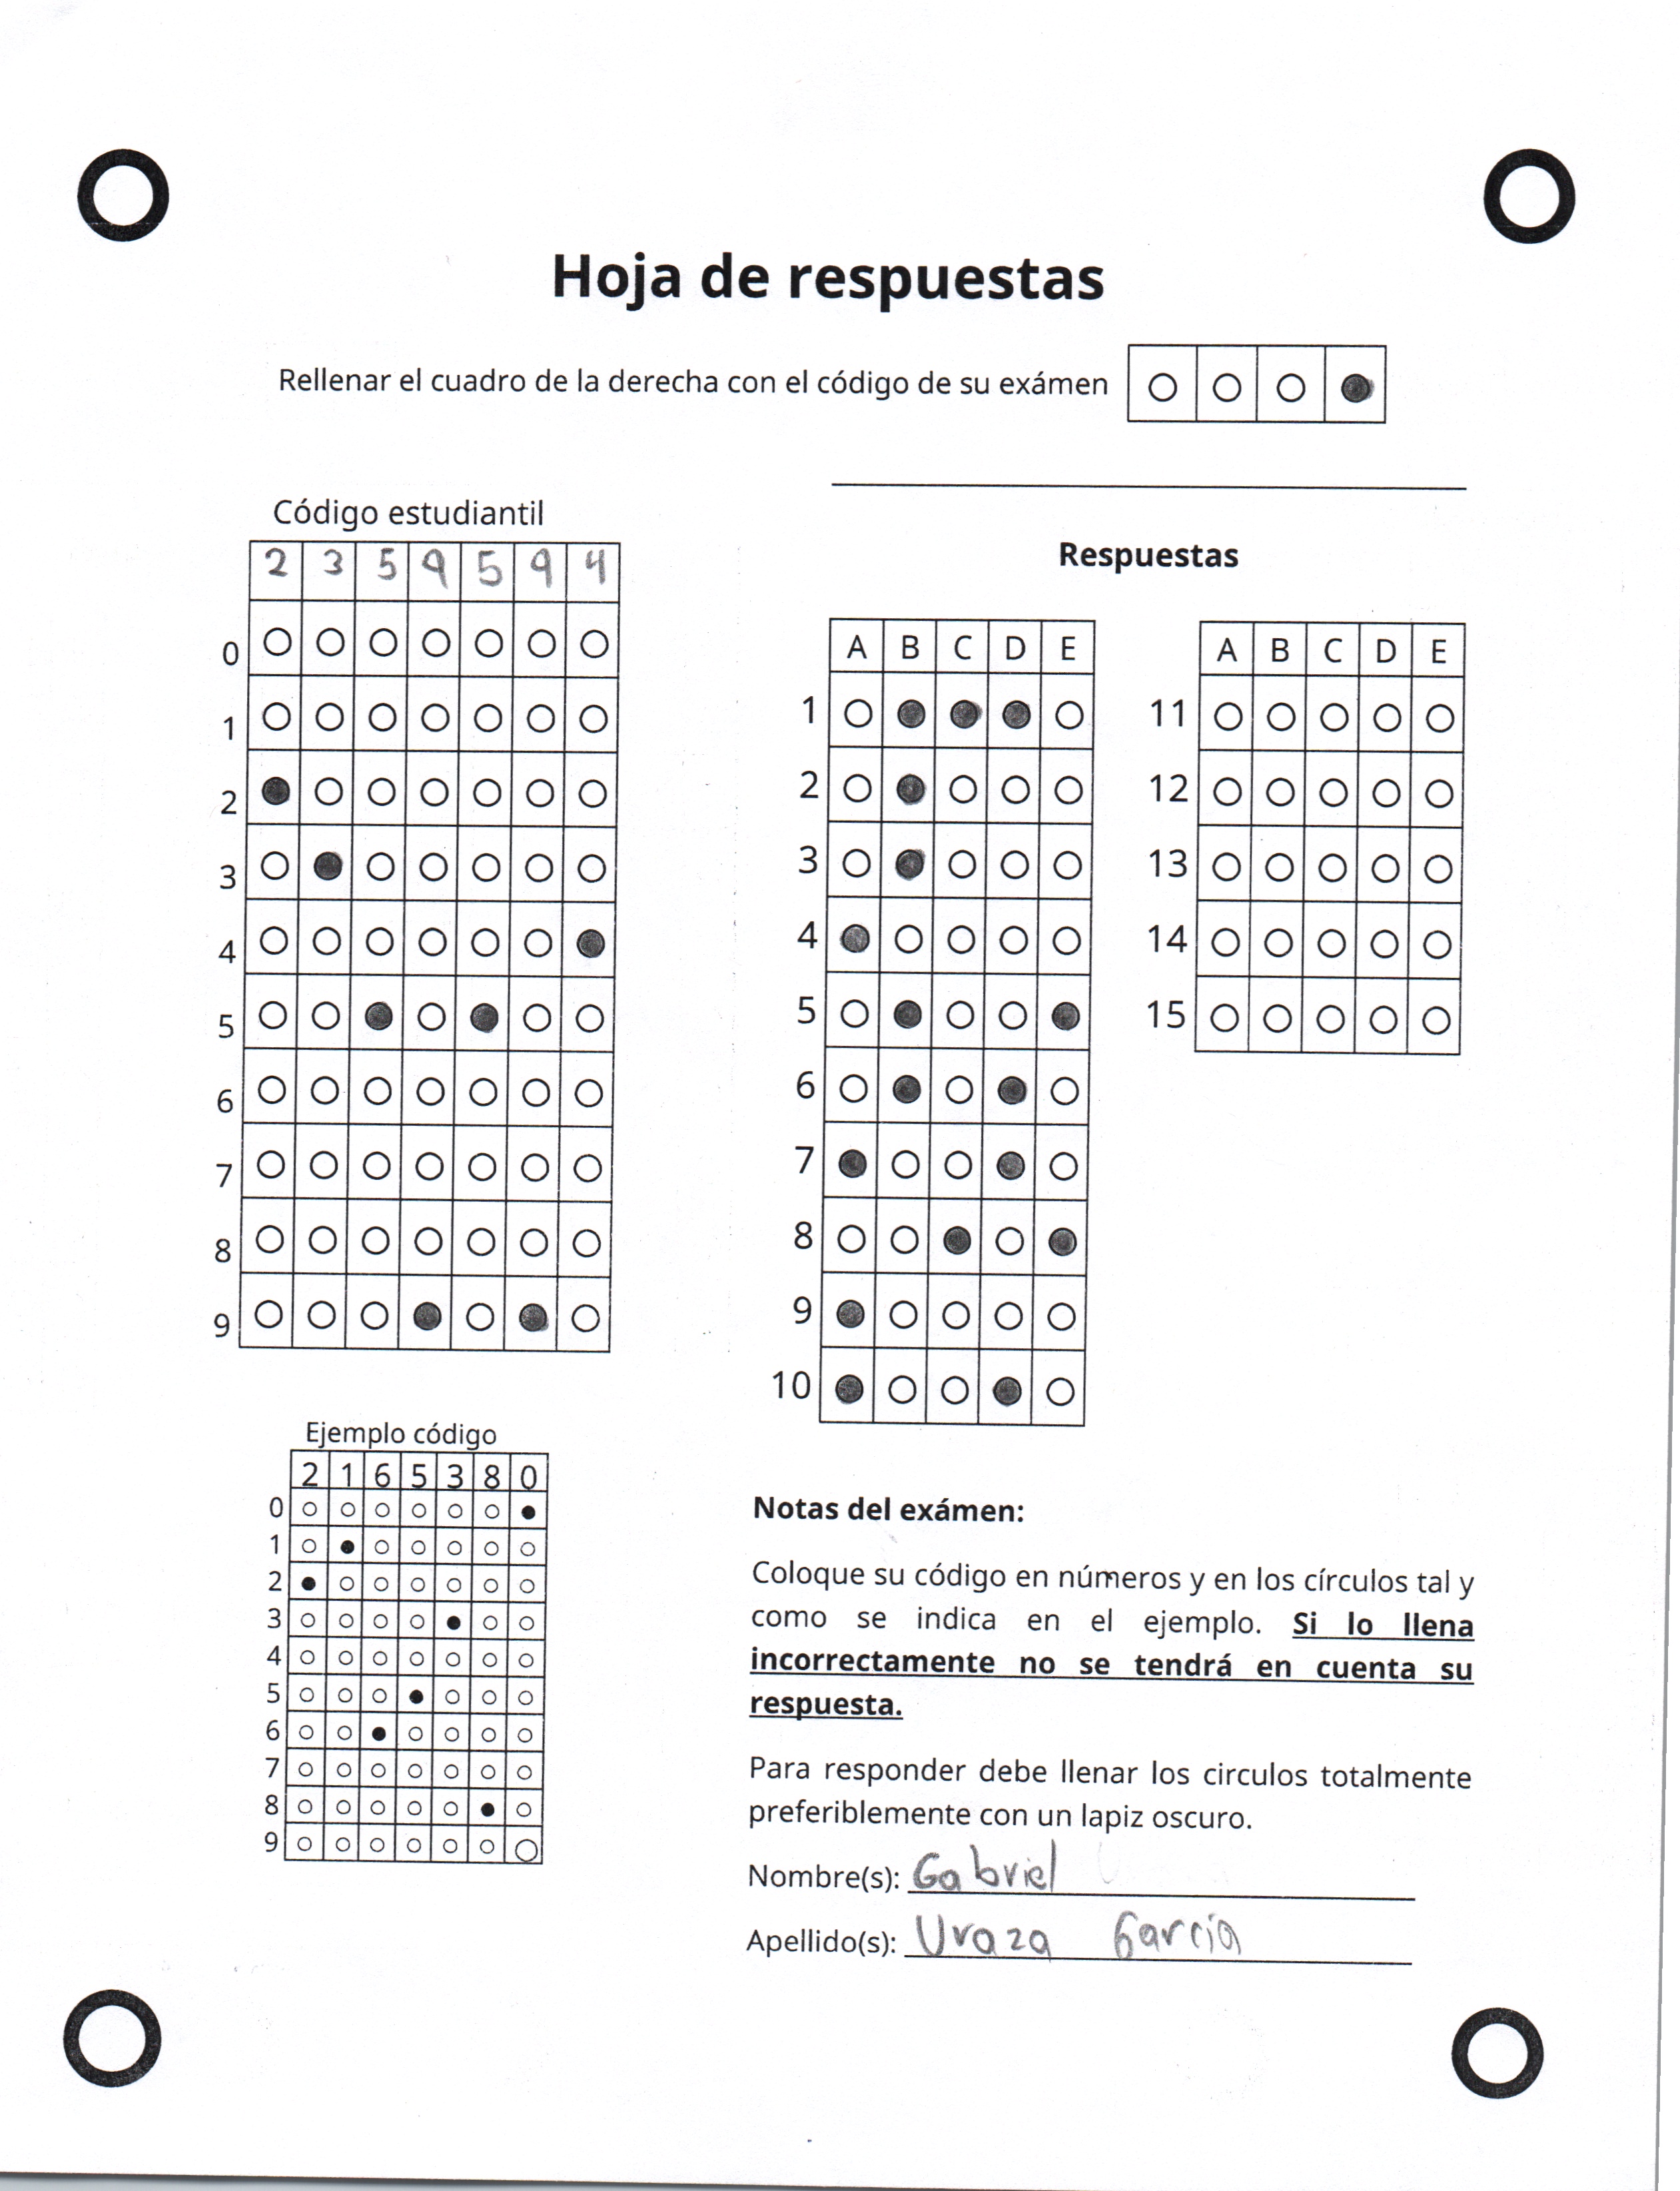 Hoja de respuestas
Rellenar el cuadro de la derecha con el código de su exámen
Código estudiantil
2 3 5 9 5 9 4
0
1
2
3
4
5
6
7
8
9
Respuestas
A B C D E
1
2
3
4
5
6
7
8
9
10
A B C D E
11
12
13
14
15
Ejemplo código
2 1 6 5 3 8 0
0
1
2
3
4
5
6
7
8
9
Notas del exámen:
Coloque su código en números y en los círculos tal y
como se indica en el ejemplo. Si lo llena
incorrectamente no se tendrá en cuenta su
respuesta.
Para responder debe llenar los circulos totalmente
preferiblemente con un lapiz oscuro.
Nombre(s): Gabriel
Apellido(s): Uraza Garcia